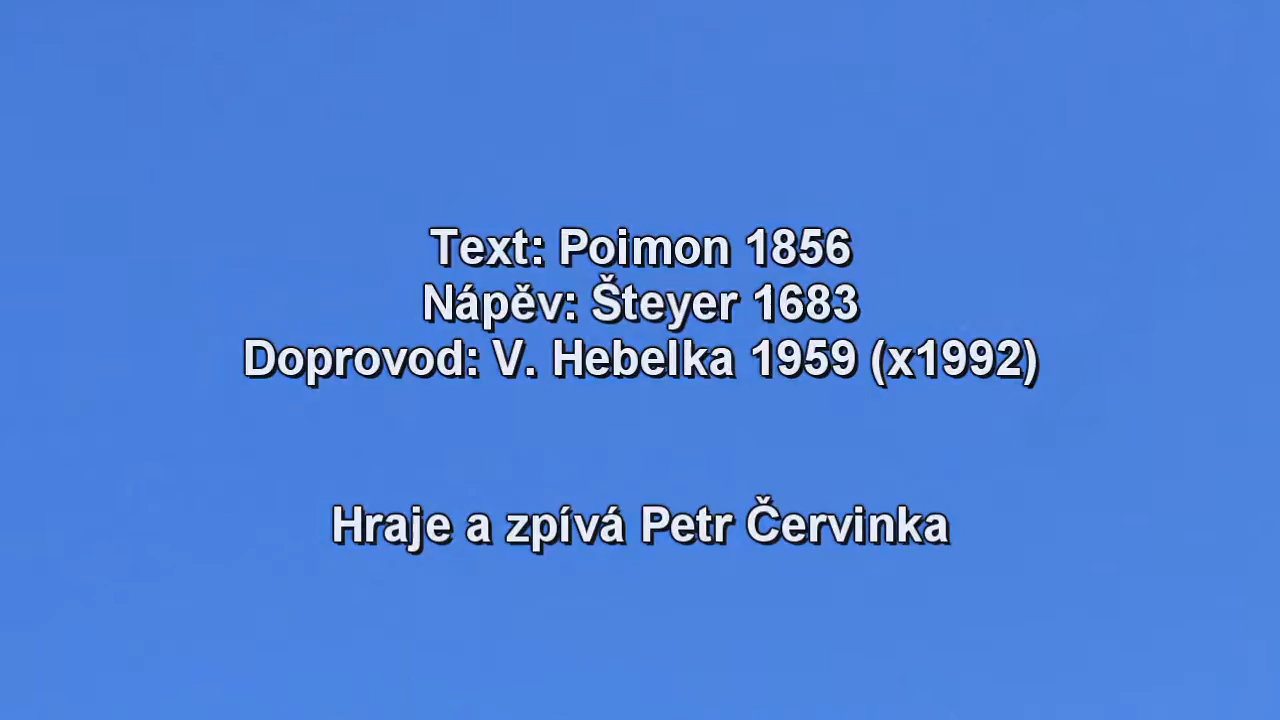 Text: Poimon 1856
Nápěv: Šteyer 1683
Doprovod: V. Hebelka 1959 (x1992)
Hraje a zpívá Petr Červinka